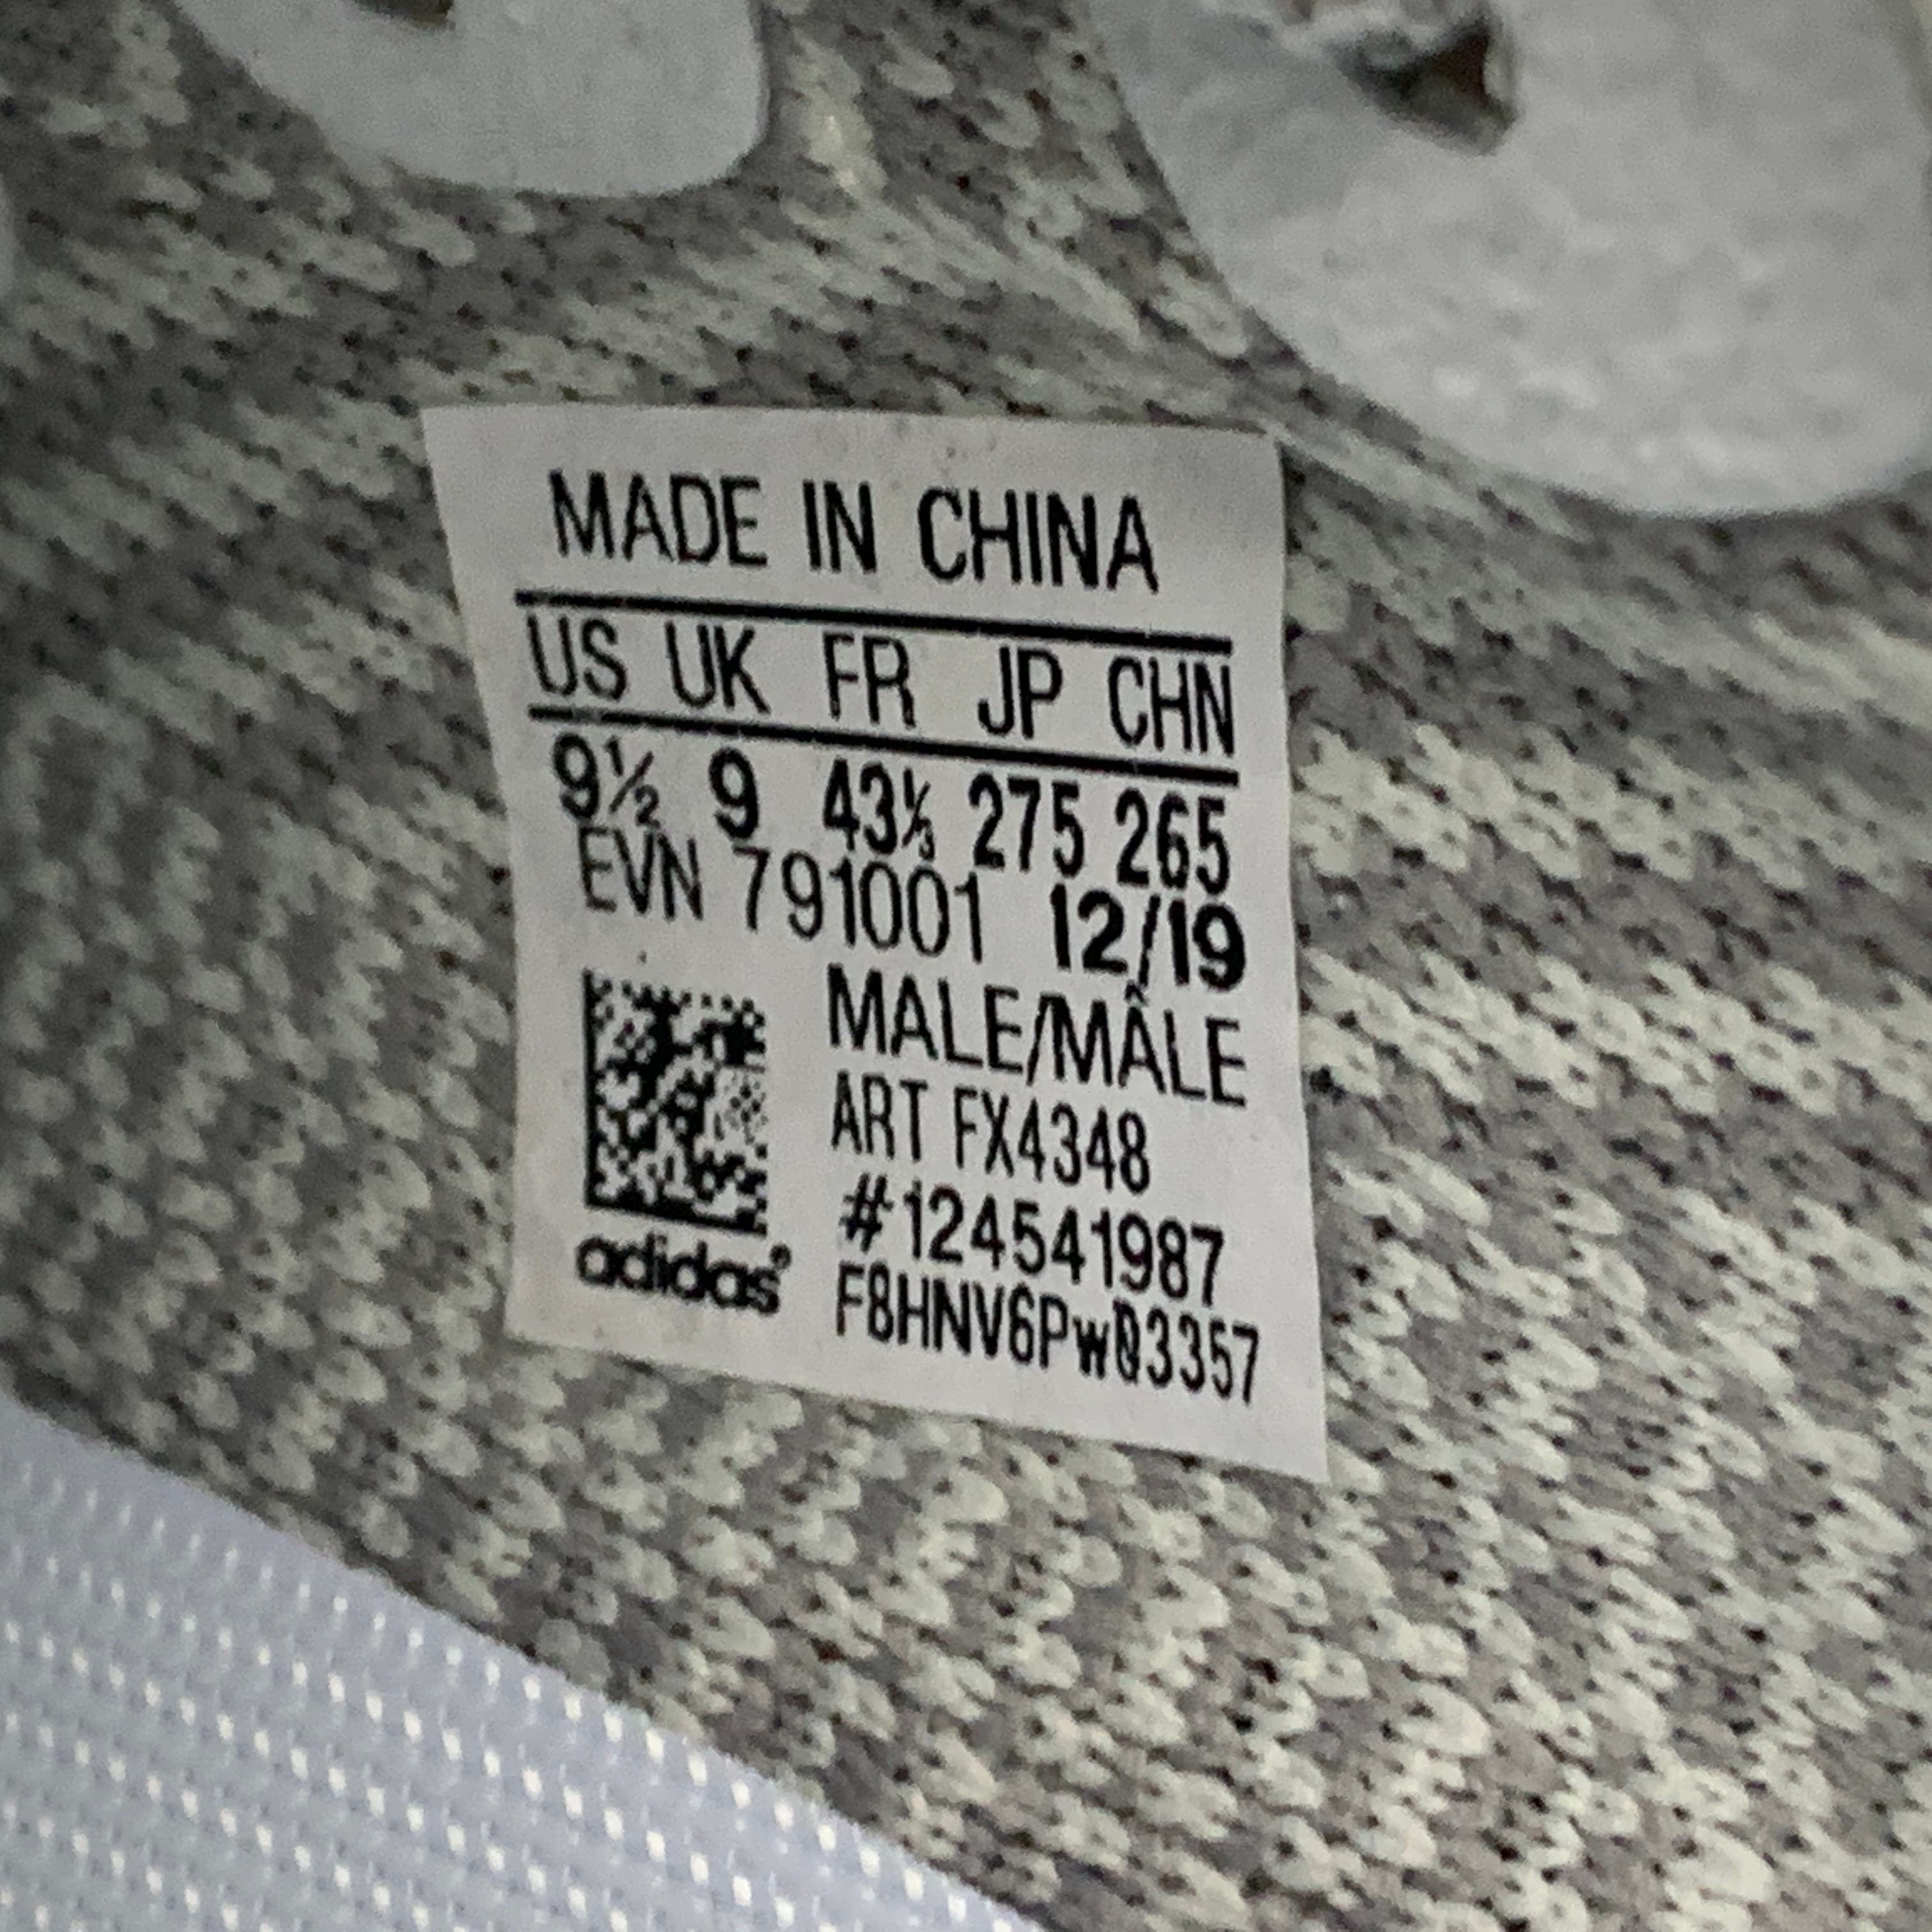 MADE IN CHINA
US UK FR JP CHN
9½ 9 43⅓ 275 265
EVN 791001 12/19
MALE/MÂLE
ART FX4348
#124541987
F8HNV6Pw03357
adidas®